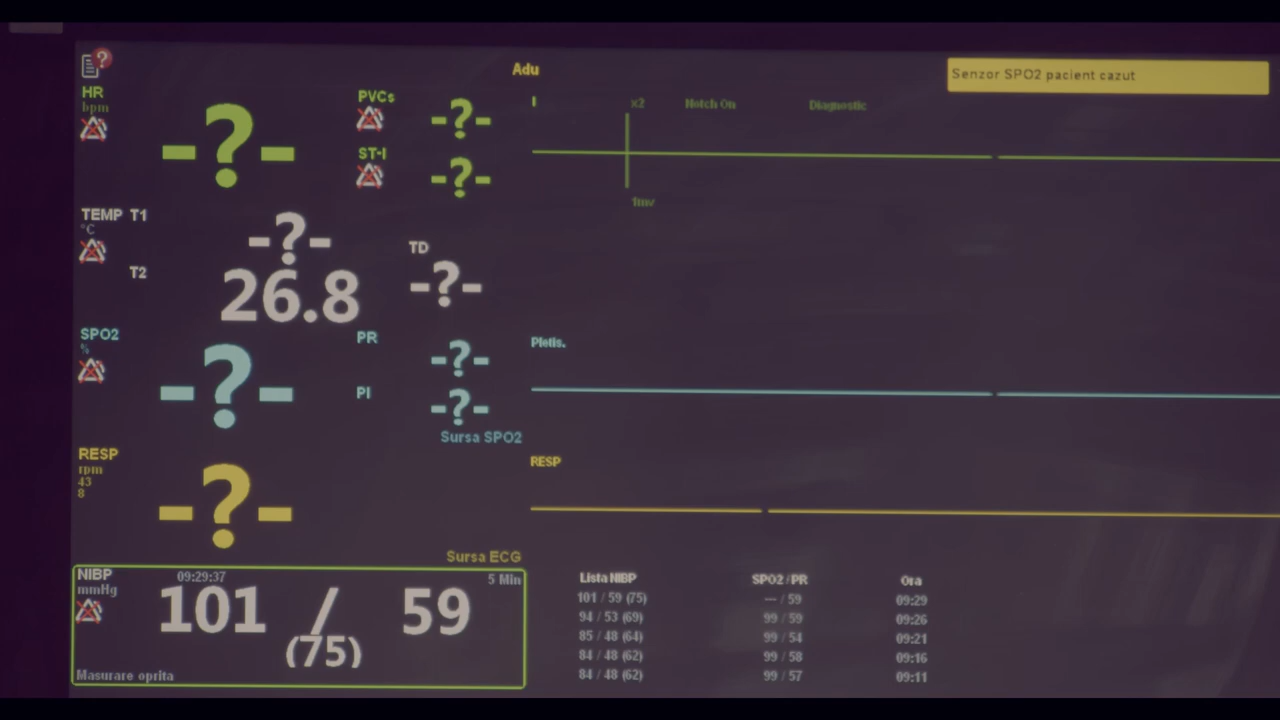 Adu
Senzor SPO2 pacient cazut
HR
bpm
-?-
PVCs
-?-
ST-I
-?-
I
x2
Notch On
Diagnostic
1mv
TEMP T1
°C
-?-
T2
26.8
TD
-?-
SPO2
%
-?-
PR
-?-
PI
-?-
Sursa SPO2
Pletis.
RESP
rpm
43
8
-?-
Sursa ECG
RESP
NIBP
mmHg
09:29:37
5 Min
101 / 59
(75)
Masurare oprita
Lista NIBP SPO2 / PR Ora
101 / 59 (75) --- / 59 09:29
94 / 53 (69) 99 / 59 09:26
85 / 48 (64) 99 / 54 09:21
84 / 48 (62) 99 / 58 09:16
84 / 48 (62) 99 / 57 09:11